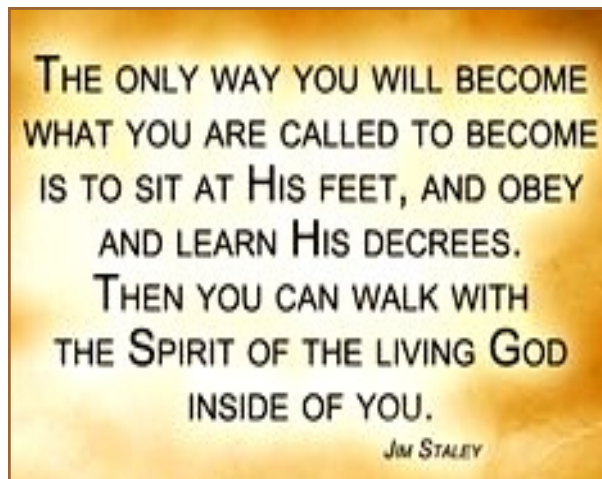 The only way you will become
what you are called to become
is to sit at His feet, and obey
and learn His decrees.
Then you can walk with
the Spirit of the living God
inside of you.
Jim Staley